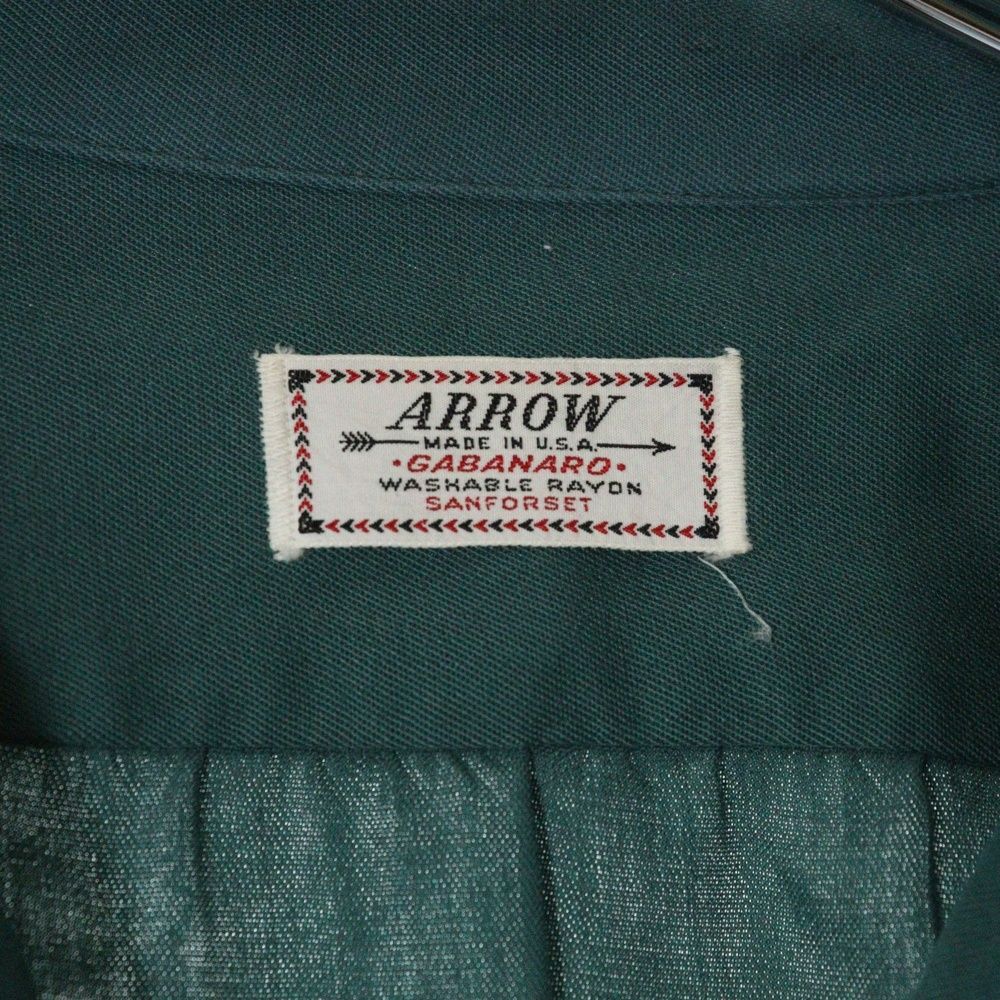 ARROW
MADE IN U.S.A.
•GABANARO•
WASHABLE RAYON
SANFORSET